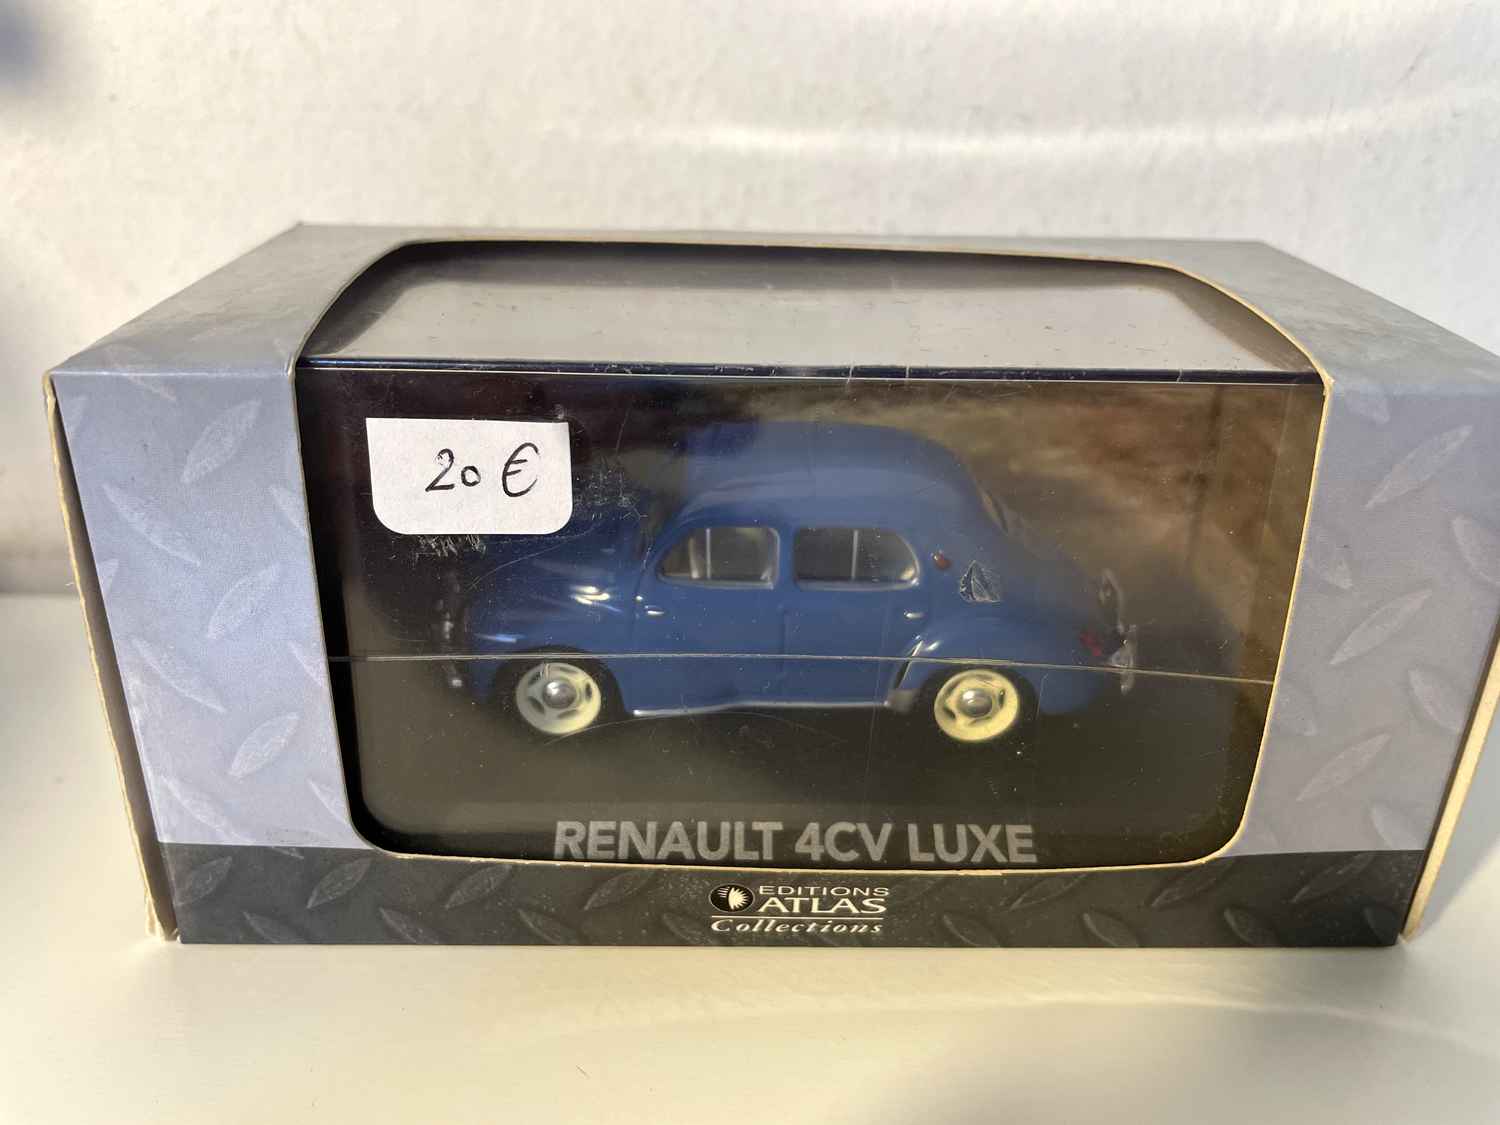 20 €
RENAULT 4CV LUXE
EDITIONS
ATLAS
Collections